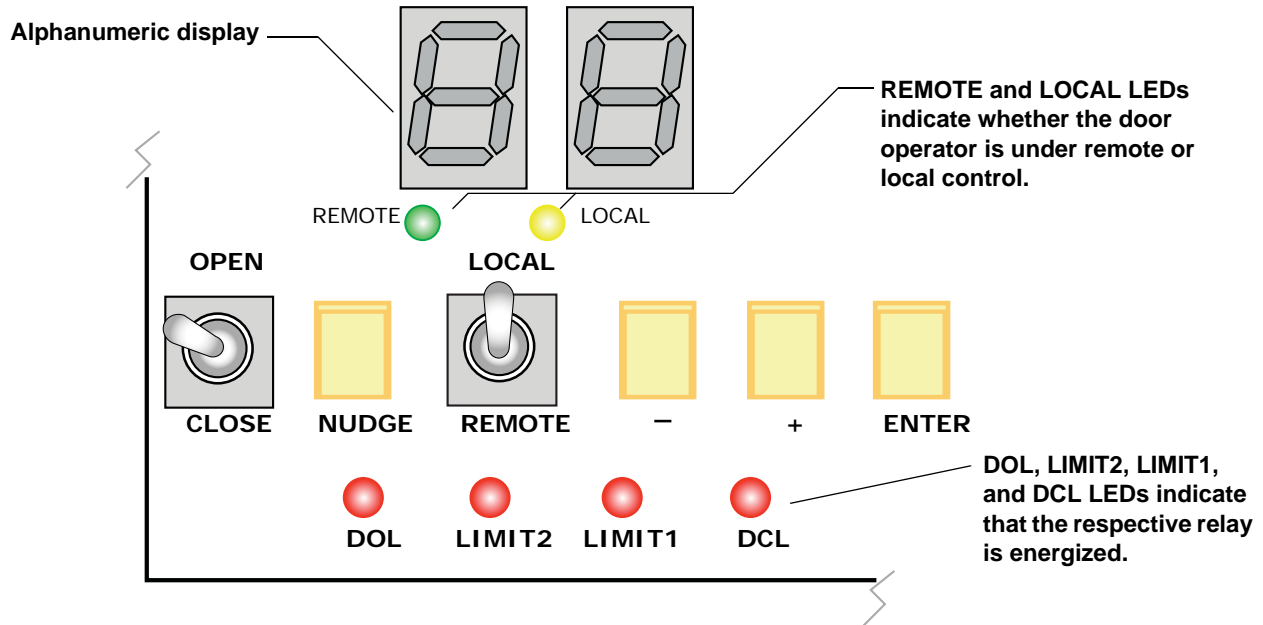 Alphanumeric display
REMOTE and LOCAL LEDs
indicate whether the door
operator is under remote or
local control.
REMOTE LOCAL
OPEN LOCAL
CLOSE NUDGE REMOTE – + ENTER
DOL, LIMIT2, LIMIT1,
and DCL LEDs indicate
that the respective relay
is energized.
DOL LIMIT2 LIMIT1 DCL